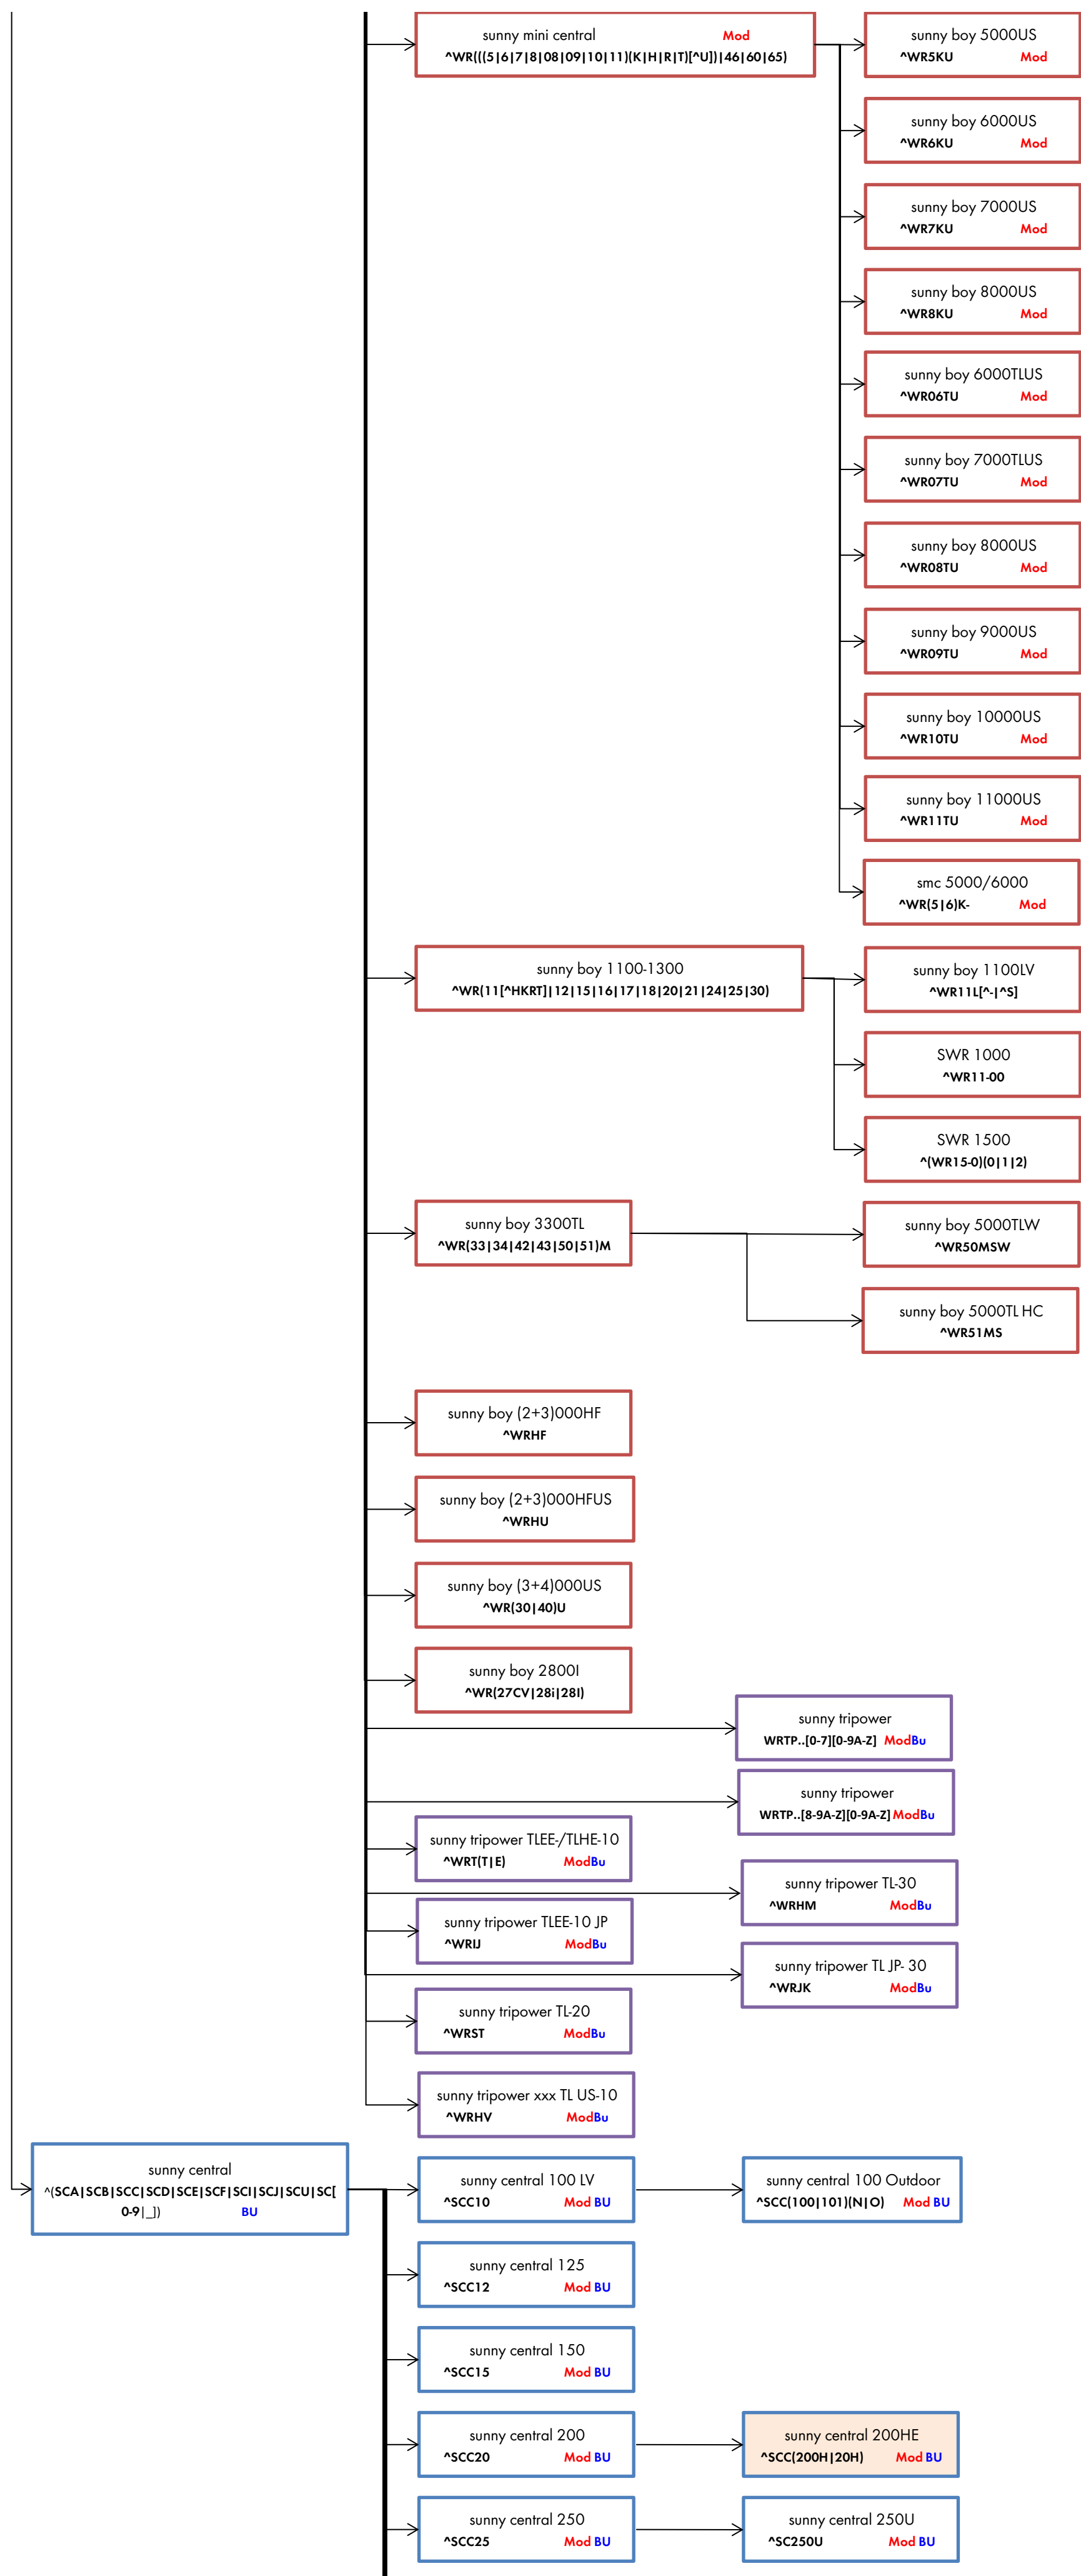 sunny mini central Mod
^WR(((5|6|7|8|08|09|10|11)(K|H|R|T)[^U])|46|60|65)
sunny boy 5000US
^WR5KU Mod
sunny boy 6000US
^WR6KU Mod
sunny boy 7000US
^WR7KU Mod
sunny boy 8000US
^WR8KU Mod
sunny boy 6000TLUS
^WR06TU Mod
sunny boy 7000TLUS
^WR07TU Mod
sunny boy 8000US
^WR08TU Mod
sunny boy 9000US
^WR09TU Mod
sunny boy 10000US
^WR10TU Mod
sunny boy 11000US
^WR11TU Mod
smc 5000/6000
^WR(5|6)K- Mod
sunny boy 1100-1300
^WR(11[^HKRT]|12|15|16|17|18|20|21|24|25|30)
sunny boy 1100LV
^WR11L[^-|^S]
SWR 1000
^WR11-00
SWR 1500
^(WR15-0)(0|1|2)
sunny boy 3300TL
^WR(33|34|42|43|50|51)M
sunny boy 5000TLW
^WR50MSW
sunny boy 5000TL HC
^WR51MS
sunny boy (2+3)000HF
^WRHF
sunny boy (2+3)000HFUS
^WRHU
sunny boy (3+4)000US
^WR(30|40)U
sunny boy 2800I
^WR(27CV|28i|28I)
sunny tripower
WRTP..[0-7][0-9A-Z] ModBu
sunny tripower
WRTP..[8-9A-Z][0-9A-Z] ModBu
sunny tripower TLEE-/TLHE-10
^WRT(T|E) ModBu
sunny tripower TL-30
^WRHM ModBu
sunny tripower TLEE-10 JP
^WRIJ ModBu
sunny tripower TL JP- 30
^WRJK ModBu
sunny tripower TL-20
^WRST ModBu
sunny tripower xxx TL US-10
^WRHV ModBu
sunny central
^(SCA|SCB|SCC|SCD|SCE|SCF|SCI|SCJ|SCU|SC[
0-9|_]) BU
sunny central 100 LV
^SCC10 Mod BU
sunny central 100 Outdoor
^SCC(100|101)(N|O) Mod BU
sunny central 125
^SCC12 Mod BU
sunny central 150
^SCC15 Mod BU
sunny central 200
^SCC20 Mod BU
sunny central 200HE
^SCC(200H|20H) Mod BU
sunny central 250
^SCC25 Mod BU
sunny central 250U
^SC250U Mod BU